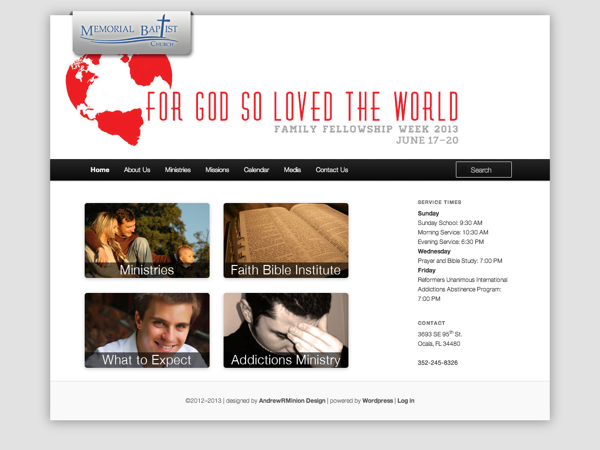 MEMORIAL BAPTIST
CHURCH
FOR GOD SO LOVED THE WORLD
FAMILY FELLOWSHIP WEEK 2013
JUNE 17–20
Home About Us Ministries Missions Calendar Media Contact Us Search
Ministries
Faith Bible Institute
What to Expect
Addictions Ministry
SERVICE TIMES
Sunday
Sunday School: 9:30 AM
Morning Service: 10:30 AM
Evening Service: 6:30 PM
Wednesday
Prayer and Bible Study: 7:00 PM
Friday
Reformers Unanimous International
Addictions Abstinence Program:
7:00 PM
CONTACT
3693 SE 95th St.
Ocala, FL 34480
352-245-8326
©2012–2013 | designed by AndrewRMinion Design | powered by Wordpress | Log in